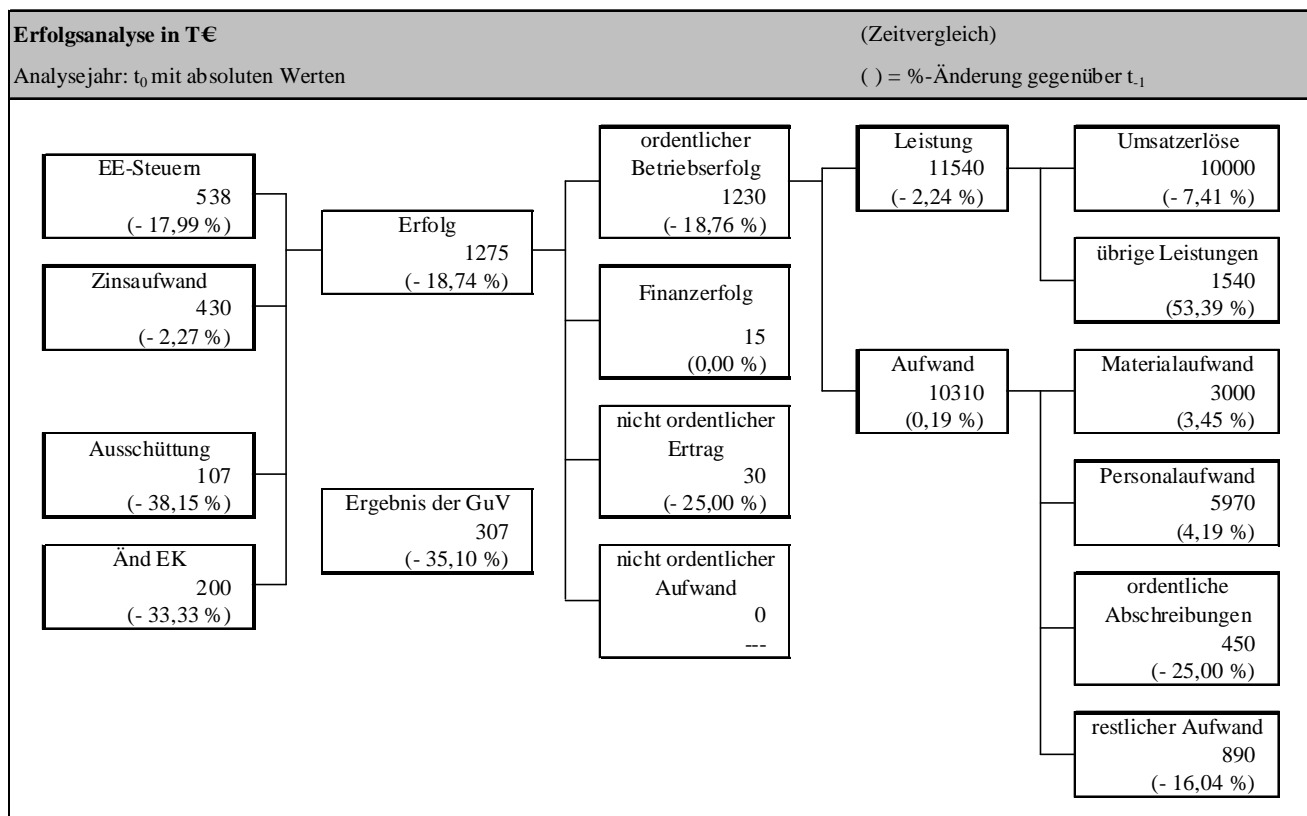 Erfolgsanalyse in T€
(Zeitvergleich)
Analysejahr: t0 mit absoluten Werten
( ) = %-Änderung gegenüber t-1
EE-Steuern
538
(- 17,99 %)
Zinsaufwand
430
(- 2,27 %)
Ausschüttung
107
(- 38,15 %)
Änd EK
200
(- 33,33 %)
Erfolg
1275
(- 18,74 %)
Ergebnis der GuV
307
(- 35,10 %)
ordentlicher
Betriebserfolg
1230
(- 18,76 %)
Finanzerfolg
15
(0,00 %)
nicht ordentlicher
Ertrag
30
(- 25,00 %)
nicht ordentlicher
Aufwand
0
---
Leistung
11540
(- 2,24 %)
Aufwand
10310
(0,19 %)
Umsatzerlöse
10000
(- 7,41 %)
übrige Leistungen
1540
(53,39 %)
Materialaufwand
3000
(3,45 %)
Personalaufwand
5970
(4,19 %)
ordentliche
Abschreibungen
450
(- 25,00 %)
restlicher Aufwand
890
(- 16,04 %)